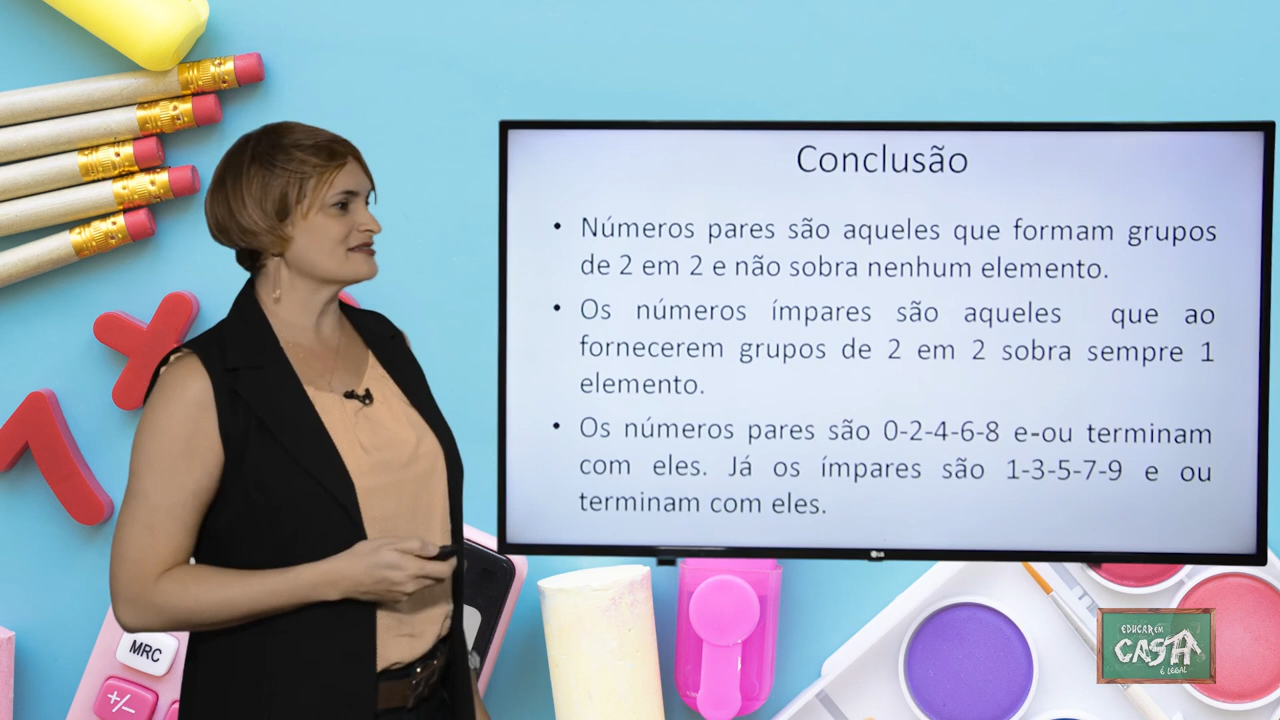 Conclusão
• Números pares são aqueles que formam grupos
de 2 em 2 e não sobra nenhum elemento.
• Os números ímpares são aqueles que ao
fornecerem grupos de 2 em 2 sobra sempre 1
elemento.
• Os números pares são 0-2-4-6-8 e-ou terminam
com eles. Já os ímpares são 1-3-5-7-9 e ou
terminam com eles.
LG
MRC
+/−
EDUCAR EM
CASA
É LEGAL